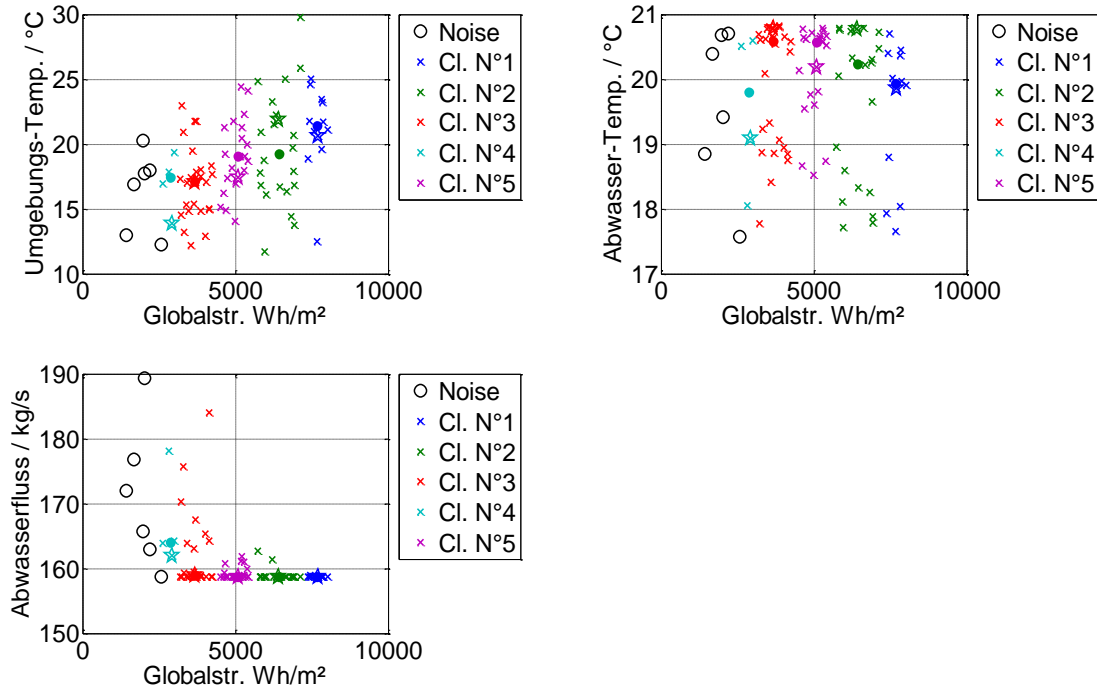 30
25
20
15
10
Umgebungs-Temp. / °C
0
5000
10000
Globalstr. Wh/m²
Noise
Cl. N°1
Cl. N°2
Cl. N°3
Cl. N°4
Cl. N°5
21
20
19
18
17
Abwasser-Temp. / °C
0
5000
10000
Globalstr. Wh/m²
Noise
Cl. N°1
Cl. N°2
Cl. N°3
Cl. N°4
Cl. N°5
190
180
170
160
150
Abwasserfluss / kg/s
0
5000
10000
Globalstr. Wh/m²
Noise
Cl. N°1
Cl. N°2
Cl. N°3
Cl. N°4
Cl. N°5